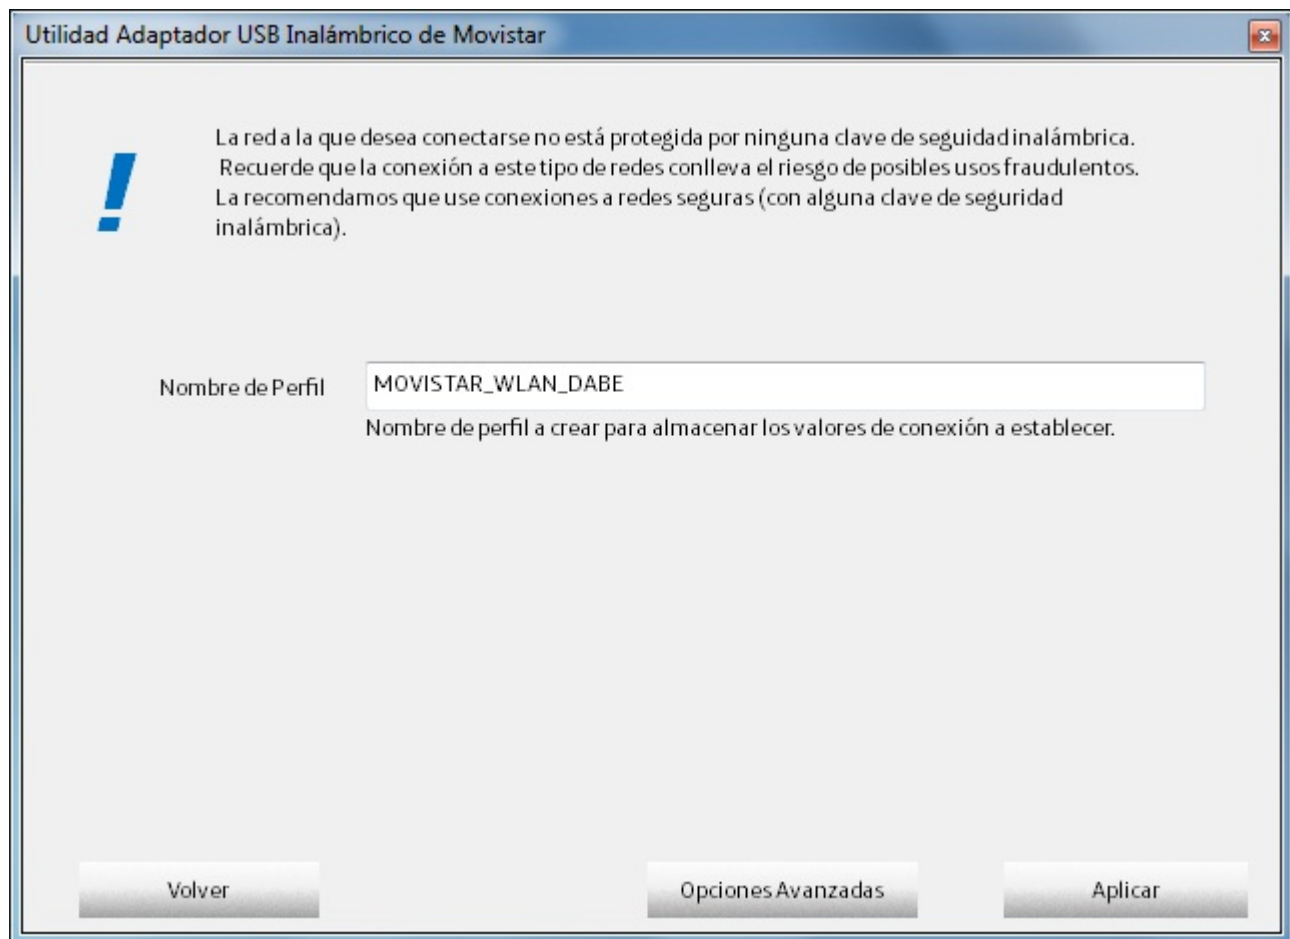 Utilidad Adaptador USB Inalámbrico de Movistar
!
La red a la que desea conectarse no está protegida por ninguna clave de seguidad inalámbrica.
Recuerde que la conexión a este tipo de redes conlleva el riesgo de posibles usos fraudulentos.
La recomendamos que use conexiones a redes seguras (con alguna clave de seguridad
inalámbrica).
Nombre de Perfil
MOVISTAR_WLAN_DABE
Nombre de perfil a crear para almacenar los valores de conexión a establecer.
Volver
Opciones Avanzadas
Aplicar